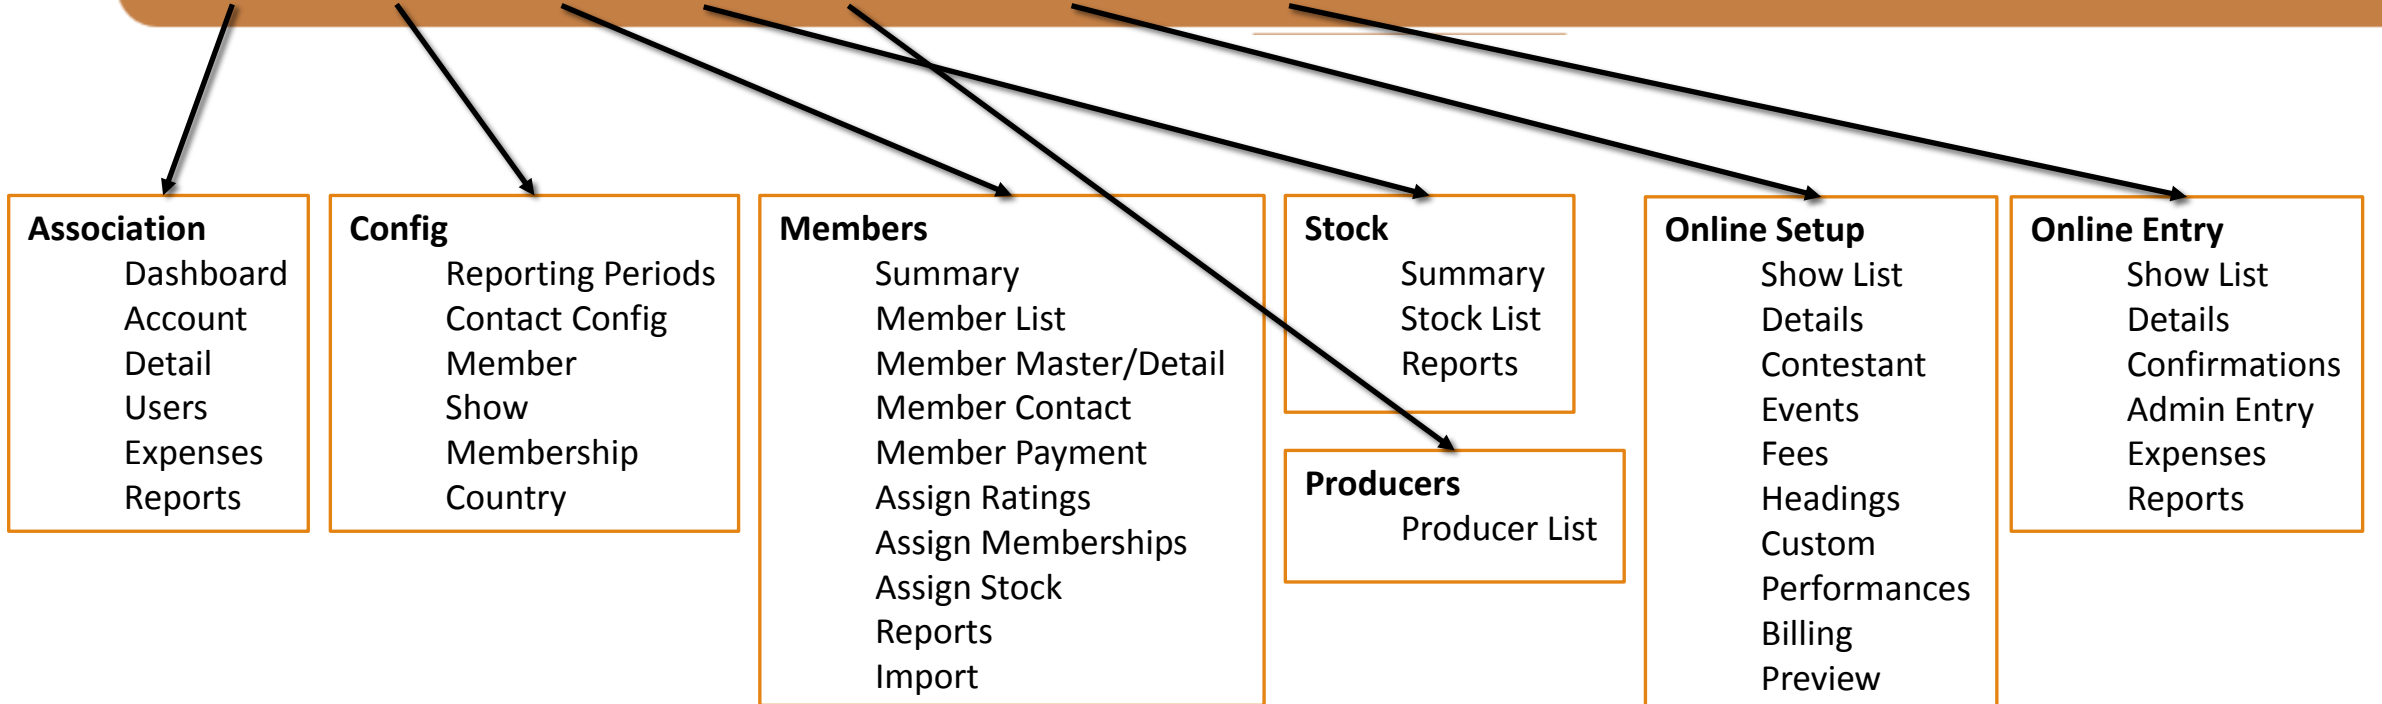 Association
Dashboard
Account
Detail
Users
Expenses
Reports
Config
Reporting Periods
Contact Config
Member
Show
Membership
Country
Members
Summary
Member List
Member Master/Detail
Member Contact
Member Payment
Assign Ratings
Assign Memberships
Assign Stock
Reports
Import
Stock
Summary
Stock List
Reports
Producers
Producer List
Online Setup
Show List
Details
Contestant
Events
Fees
Headings
Custom
Performances
Billing
Preview
Online Entry
Show List
Details
Confirmations
Admin Entry
Expenses
Reports